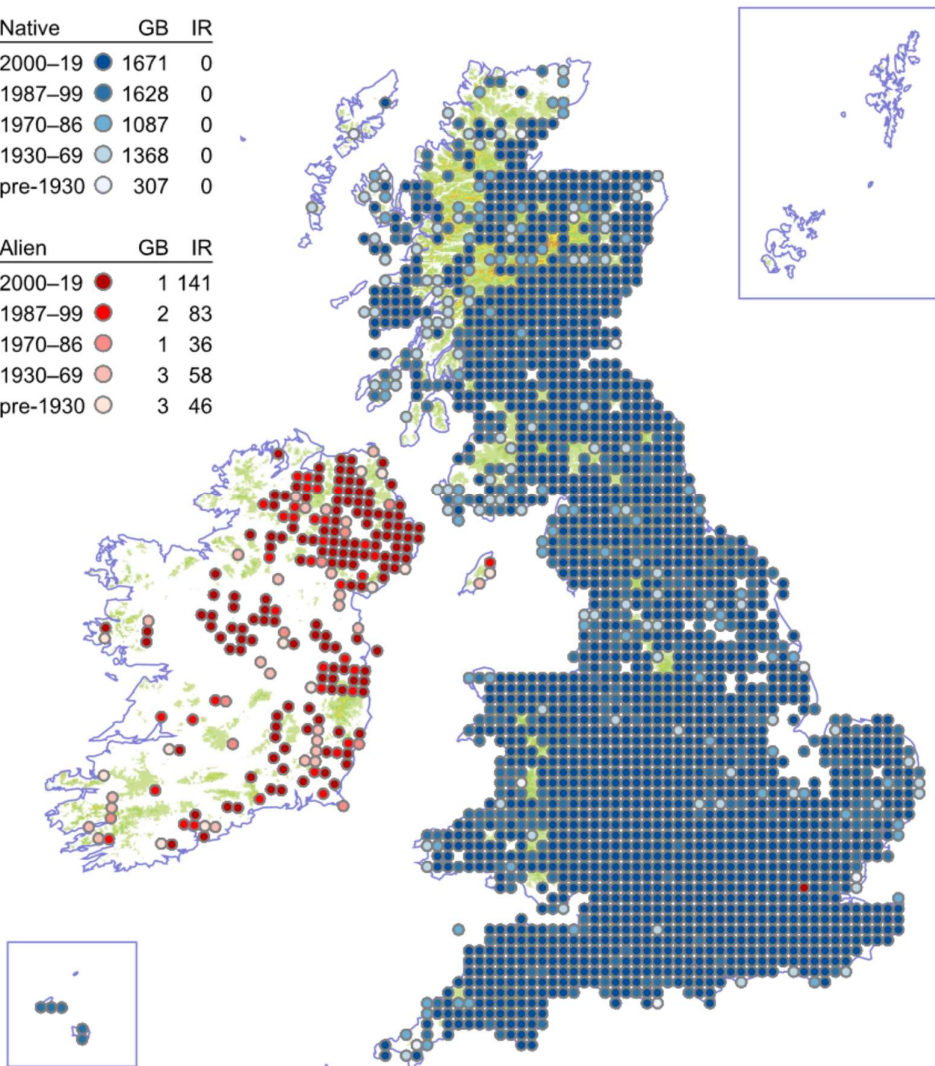 Native GB IR
2000–19 1671 0
1987–99 1628 0
1970–86 1087 0
1930–69 1368 0
pre-1930 307 0
Alien GB IR
2000–19 1 141
1987–99 2 83
1970–86 1 36
1930–69 3 58
pre-1930 3 46